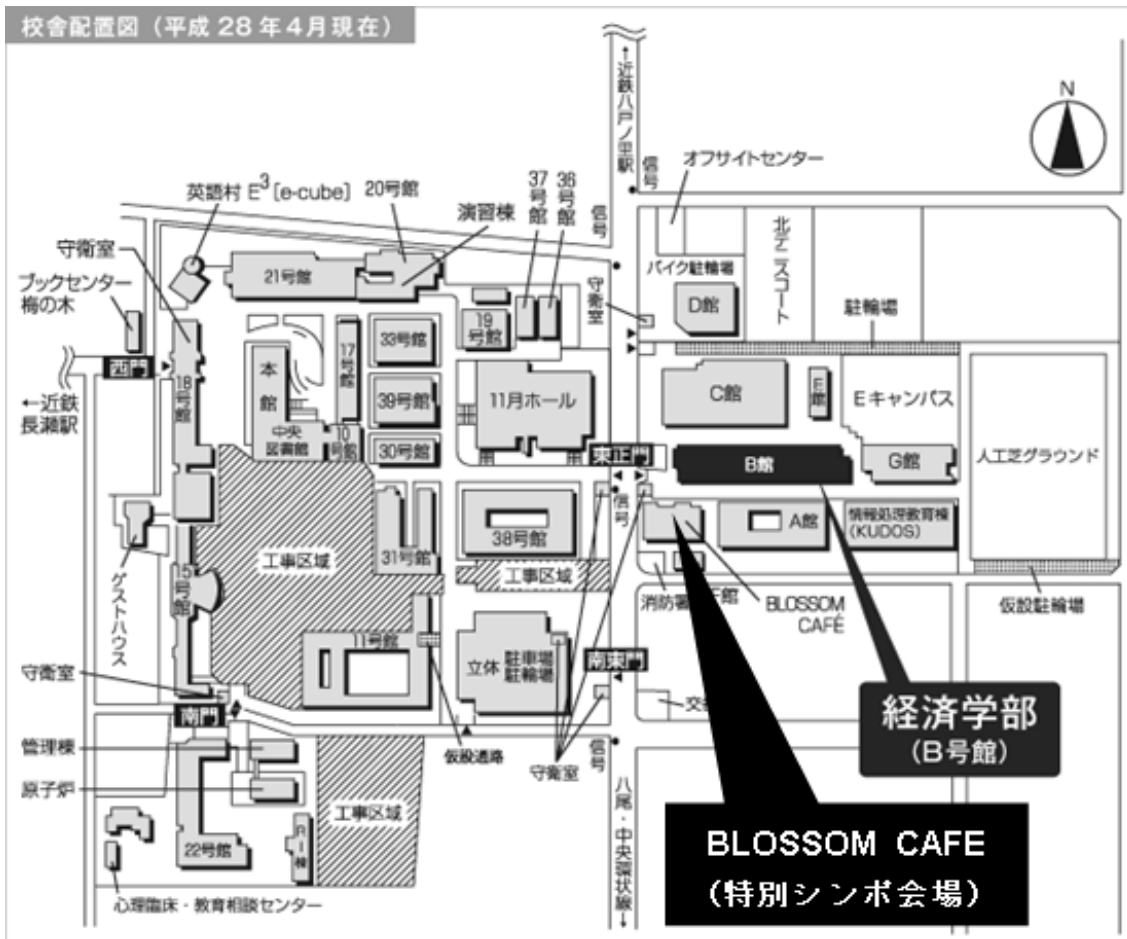 校舎配置図（平成28年4月現在）
↑近鉄八戸ノ里駅
N
信号
オフサイトセンター
英語村 E³［e-cube］
20号館
演習棟
37号館
36号館
信号
守衛室
21号館
北テニスコート
バイク駐輪場
守衛室
D館
駐輪場
ブックセンター
梅の木
19号館
33号館
17号館
本館
西門
18号館
C館
E館
Eキャンパス
←近鉄
長瀬駅
39号館
11月ホール
中央
図書館
10号館
30号館
東正門
B館
G館
人工芝グラウンド
信号
38号館
A館
情報処理教育棟
(KUDOS)
31号館
工事区域
工事区域
ゲストハウス
15号館
消防署
館
BLOSSOM
CAFÉ
仮設駐輪場
11号館
立体
駐車場
駐輪場
南東門
守衛室
南門
交
経済学部
（B号館）
管理棟
仮設通路
守衛室
信号
原子炉
工事区域
八尾・中央環状線↓
22号館
BLOSSOM CAFE
（特別シンポ会場）
心理臨床・教育相談センター